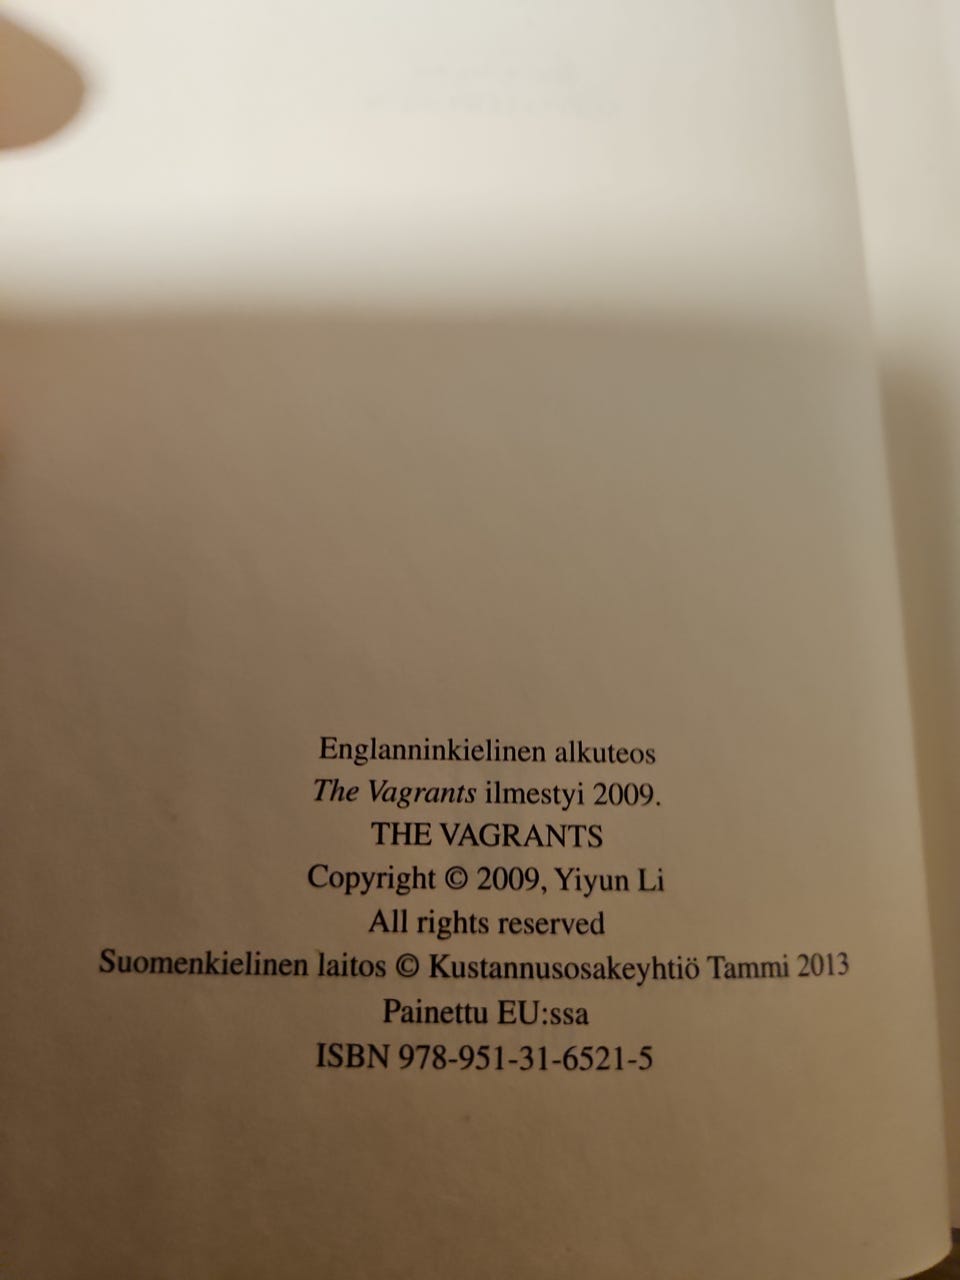 Englanninkielinen alkuteos
The Vagrants ilmestyi 2009.
THE VAGRANTS
Copyright © 2009, Yiyun Li
All rights reserved
Suomenkielinen laitos © Kustannusosakeyhtiö Tammi 2013
Painettu EU:ssa
ISBN 978-951-31-6521-5